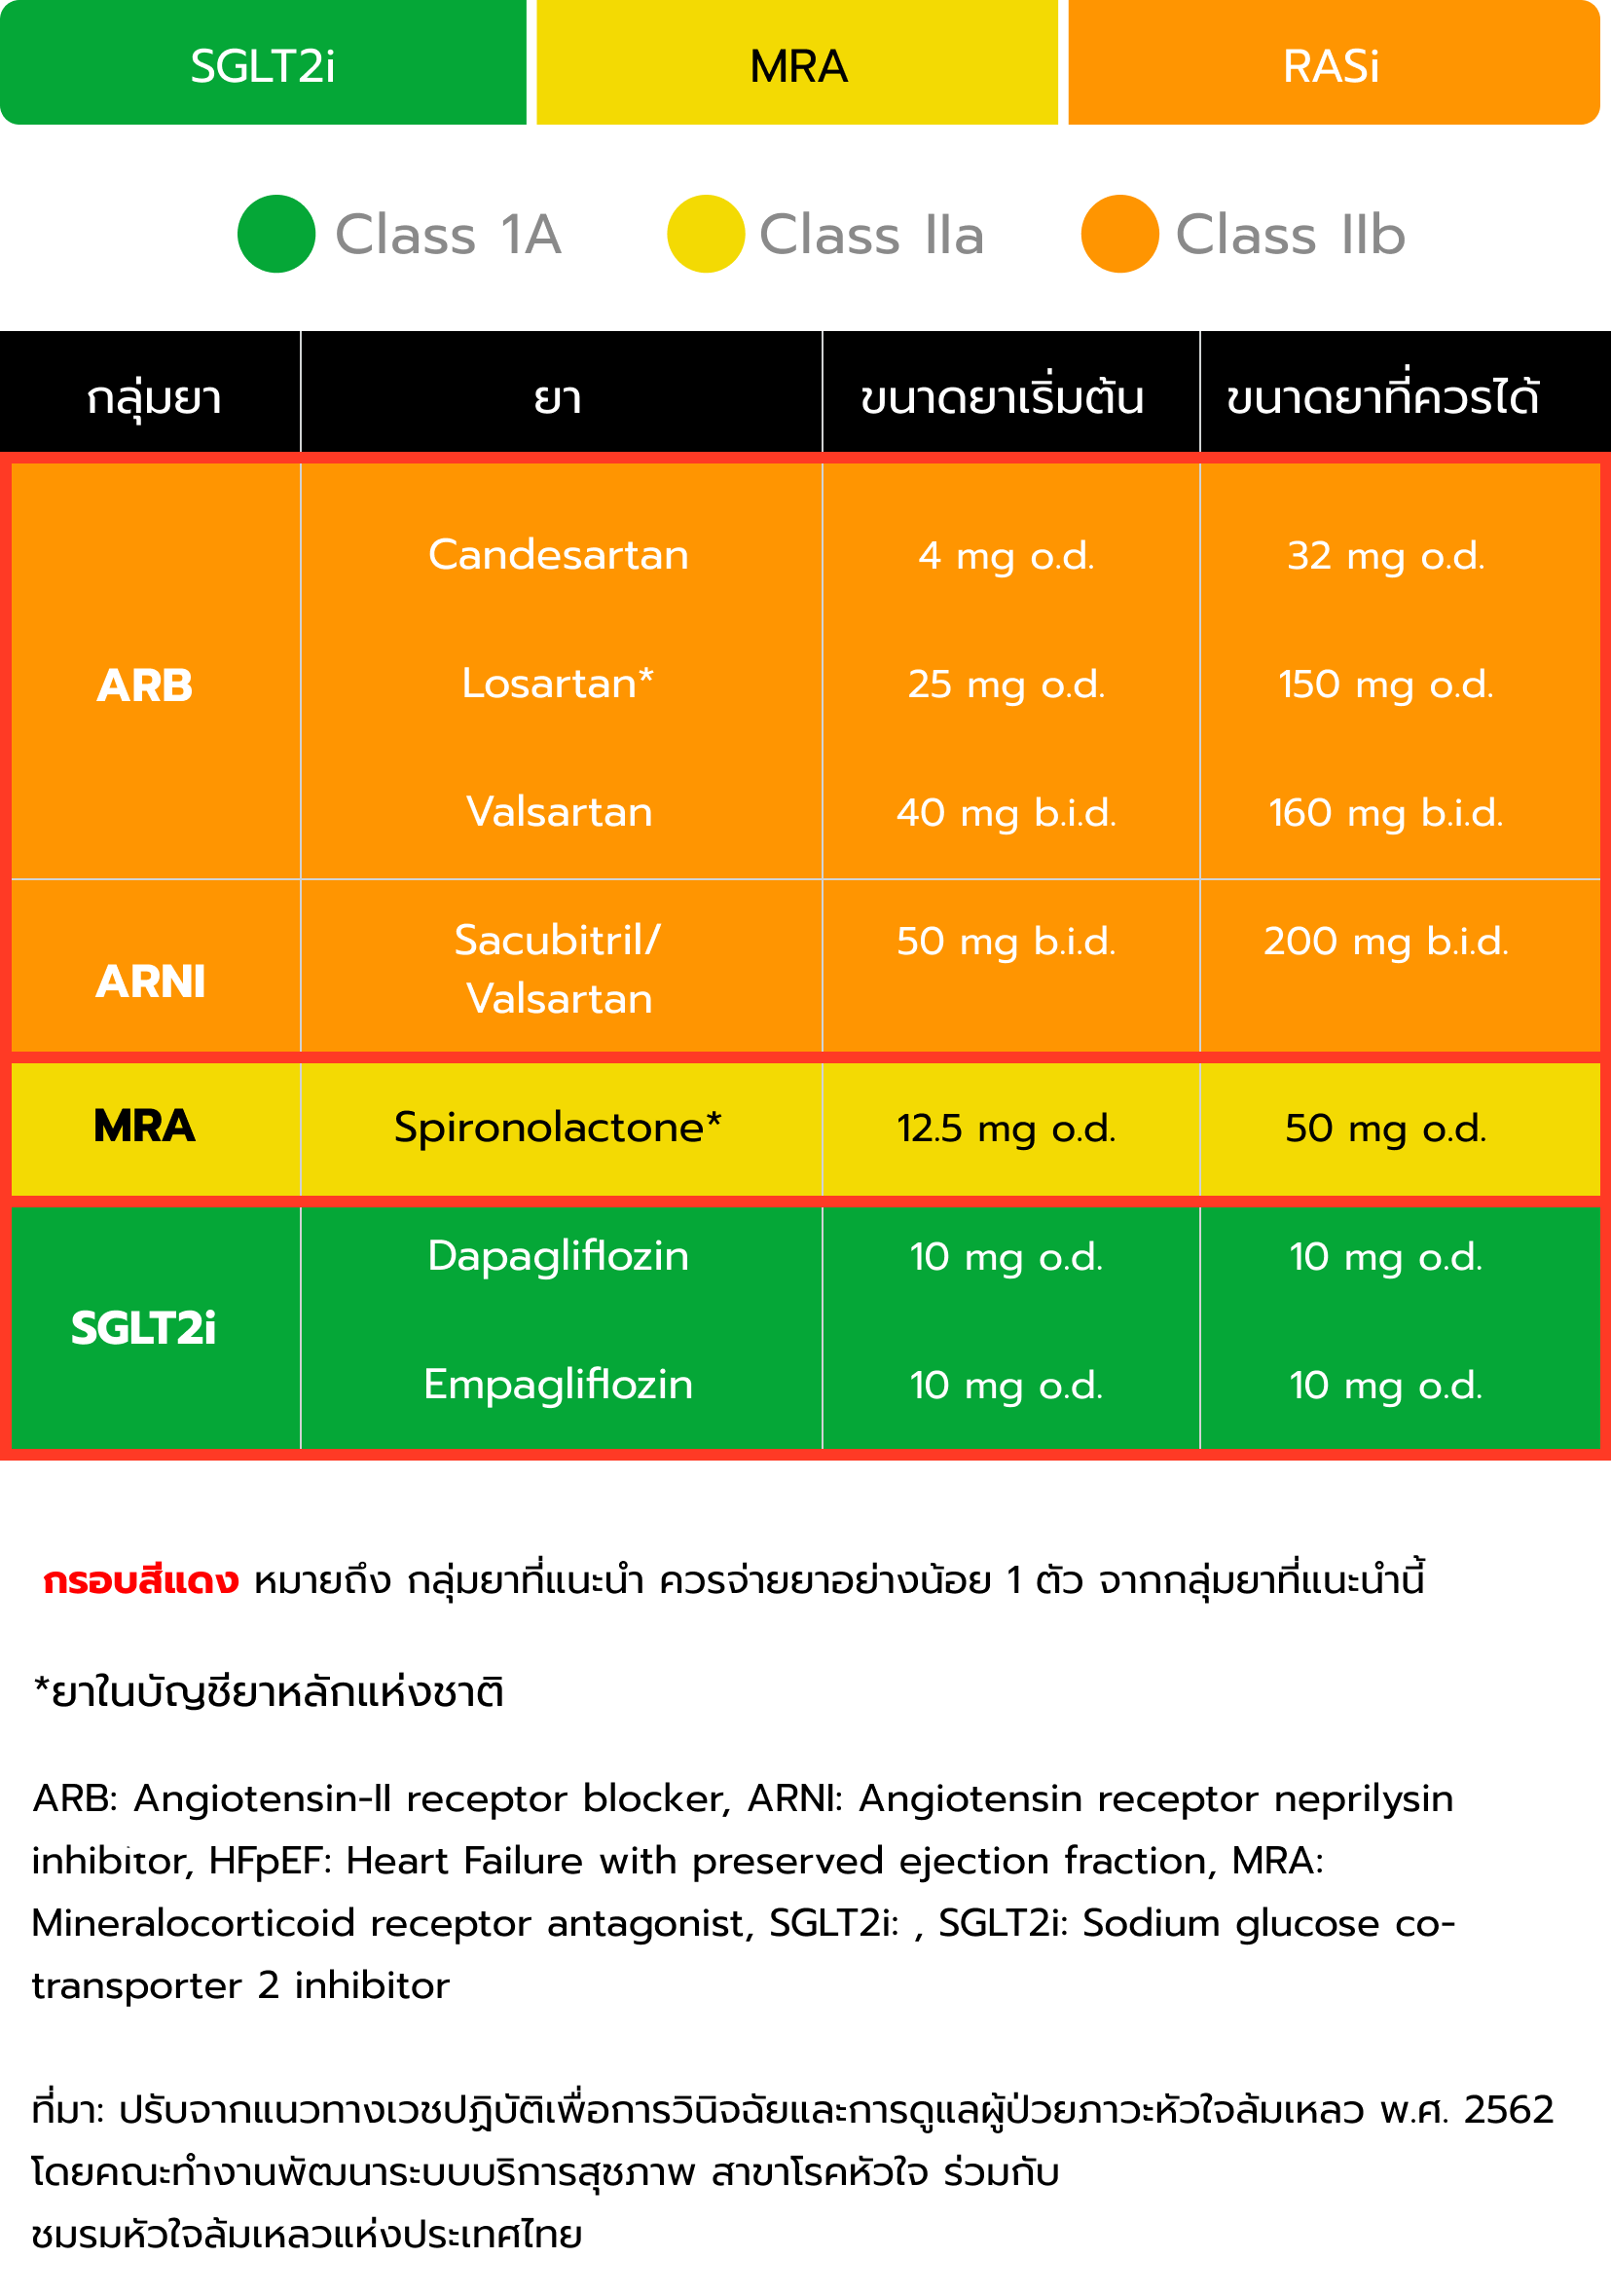 SGLT2i MRA RASi
Class 1A Class IIa Class IIb
กลุ่มยา ยา ขนาดยาเริ่มต้น ขนาดยาที่ควรได้
Candesartan 4 mg o.d. 32 mg o.d.
ARB Losartan* 25 mg o.d. 150 mg o.d.
Valsartan 40 mg b.i.d. 160 mg b.i.d.
Sacubitril/ 50 mg b.i.d. 200 mg b.i.d.
ARNI
Valsartan
MRA Spironolactone* 12.5 mg o.d. 50 mg o.d.
Dapagliflozin 10 mg o.d. 10 mg o.d.
SGLT2i
Empagliflozin 10 mg o.d. 10 mg o.d.
กรอบสีแดง หมายถึง กลุ่มยาที่แนะนำ ควรจ่ายยาอย่างน้อย 1 ตัว จากกลุ่มยาที่แนะนำนี้
*ยาในบัญชียาหลักแห่งชาติ
ARB: Angiotensin-II receptor blocker, ARNI: Angiotensin receptor neprilysin
inhibitor, HFpEF: Heart Failure with preserved ejection fraction, MRA:
Mineralocorticoid receptor antagonist, SGLT2i: , SGLT2i: Sodium glucose co-
transporter 2 inhibitor
ที่มา: ปรับจากแนวทางเวชปฏิบัติเพื่อการวินิจฉัยและการดูแลผู้ป่วยภาวะหัวใจล้มเหลว พ.ศ. 2562
โดยคณะทำงานพัฒนาระบบบริการสุขภาพ สาขาโรคหัวใจ ร่วมกับ
ชมรมหัวใจล้มเหลวแห่งประเทศไทย